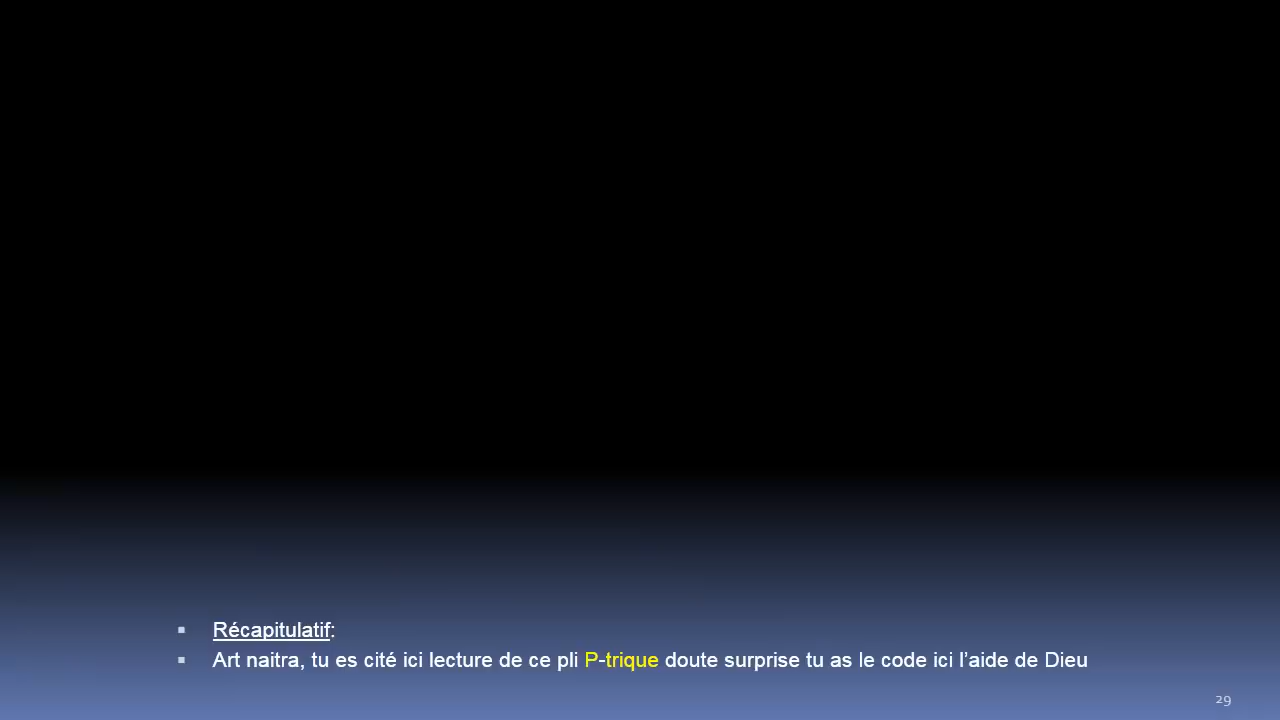 Récapitulatif:
Art naitra, tu es cité ici lecture de ce pli P-trique doute surprise tu as le code ici l’aide de Dieu
29